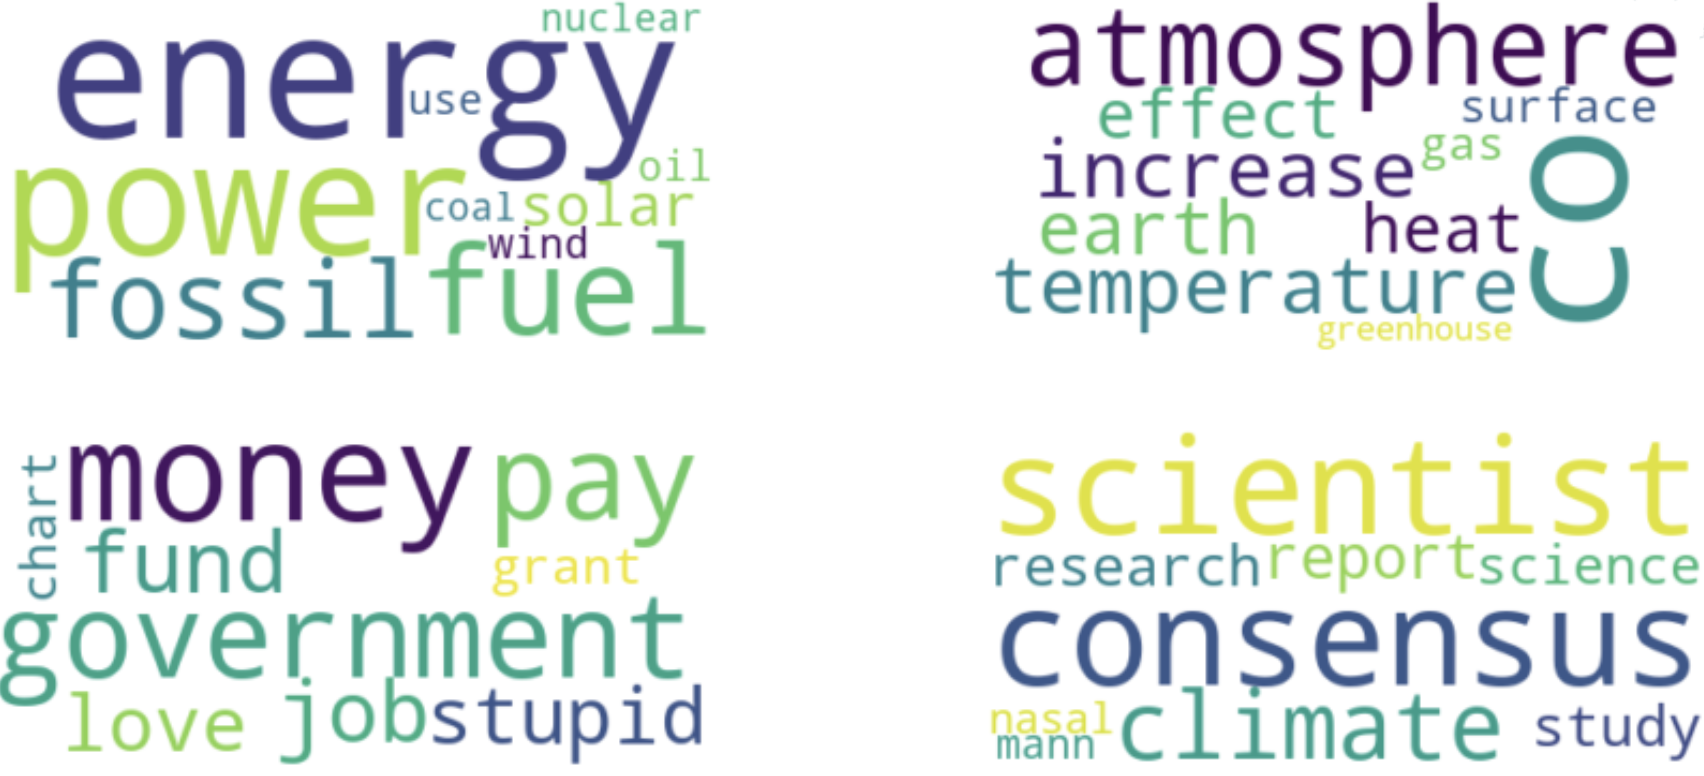 nuclear
energy
use
oil
power
coal
solar
wind
fossil
fuel
atmosphere
effect
surface
increase
gas
co
earth
heat
temperature
greenhouse
chart
money
pay
fund
grant
government
love
job
stupid
scientist
research
report
science
consensus
nasal
mann
climate
study